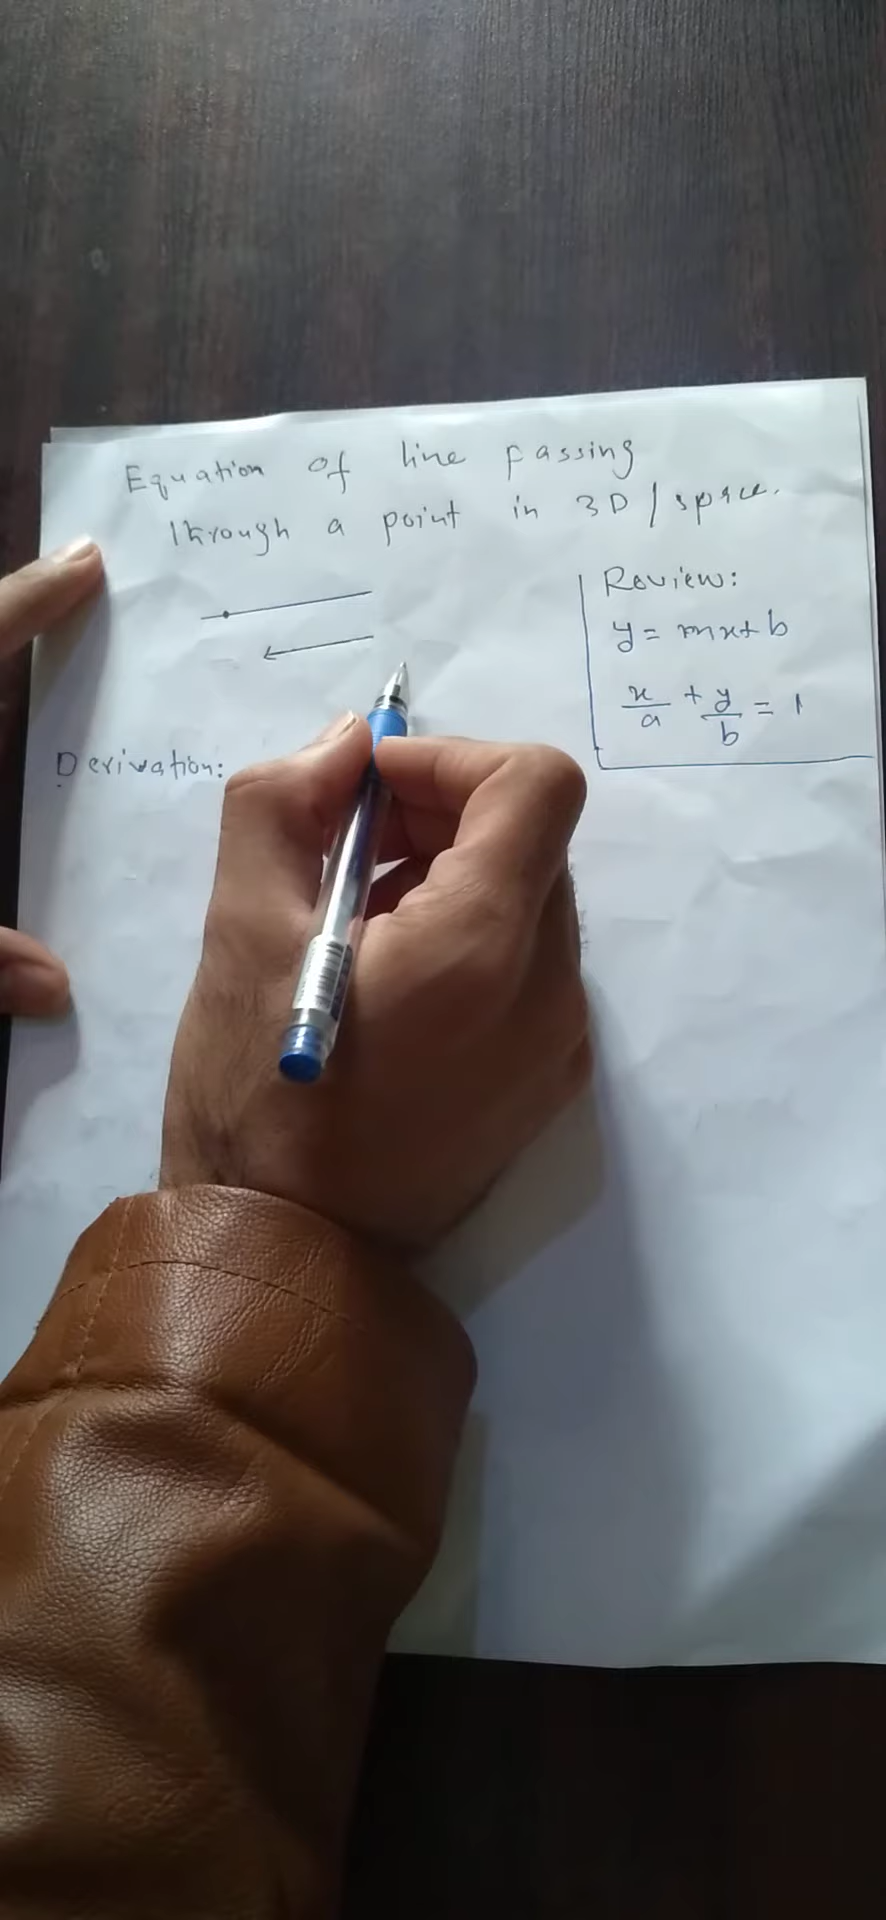 Equation of line passing
through a point in 3D / space.
Review:
y = mx + b
x/a + y/b = 1
Derivation: